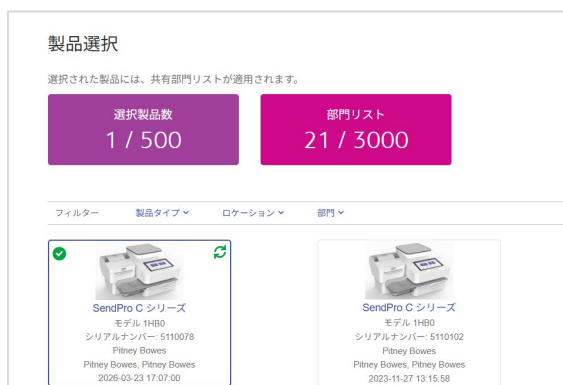 製品選択
選択された製品には、共有部門リストが適用されます。
選択製品数
1 / 500
部門リスト
21 / 3000
フィルター 製品タイプ ロケーション 部門
SendPro C シリーズ
モデル 1HB0
シリアルナンバー: 5110078
Pitney Bowes
Pitney Bowes, Pitney Bowes
2026-03-23 17:07:00
SendPro C シリーズ
モデル 1HB0
シリアルナンバー: 5110102
Pitney Bowes
Pitney Bowes, Pitney Bowes
2023-11-27 13:15:58